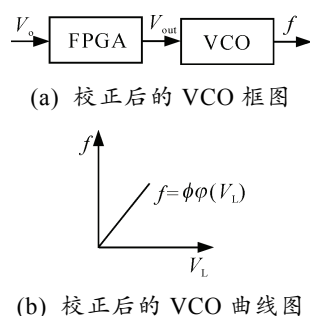 V_o FPGA V_out VCO f
(a) 校正后的 VCO 框图
f
f=ϕφ(V_L)
V_L
(b) 校正后的 VCO 曲线图